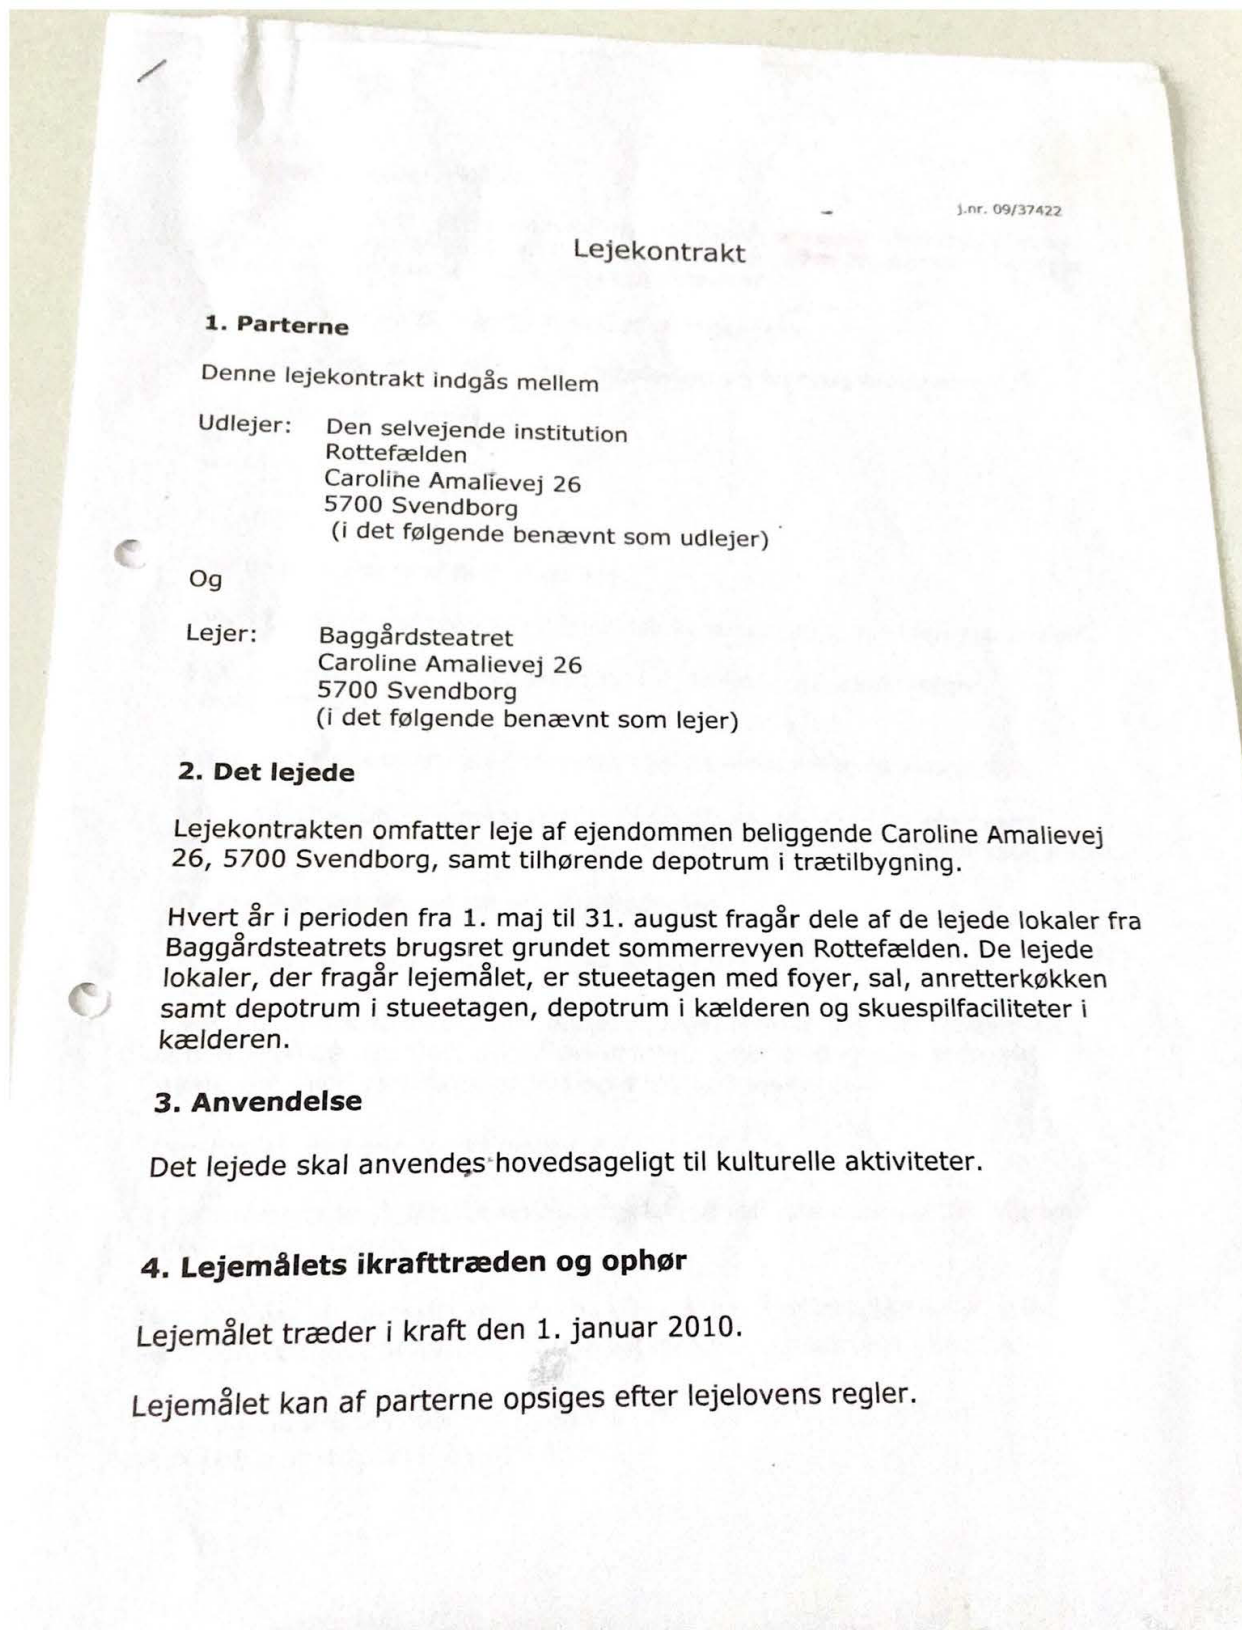 j.nr. 09/37422
Lejekontrakt
1. Parterne
Denne lejekontrakt indgås mellem
Udlejer: Den selvejende institution
Rottefælden
Caroline Amalievej 26
5700 Svendborg
(i det følgende benævnt som udlejer)
Og
Lejer: Baggårdsteatret
Caroline Amalievej 26
5700 Svendborg
(i det følgende benævnt som lejer)
2. Det lejede
Lejekontrakten omfatter leje af ejendommen beliggende Caroline Amalievej
26, 5700 Svendborg, samt tilhørende depotrum i trætilbygning.
Hvert år i perioden fra 1. maj til 31. august fragår dele af de lejede lokaler fra
Baggårdsteatrets brugsret grundet sommerrevyen Rottefælden. De lejede
lokaler, der fragår lejemålet, er stueetagen med foyer, sal, anretterkøkken
samt depotrum i stueetagen, depotrum i kælderen og skuespilfaciliteter i
kælderen.
3. Anvendelse
Det lejede skal anvendes hovedsageligt til kulturelle aktiviteter.
4. Lejemålets ikrafttræden og ophør
Lejemålet træder i kraft den 1. januar 2010.
Lejemålet kan af parterne opsiges efter lejelovens regler.